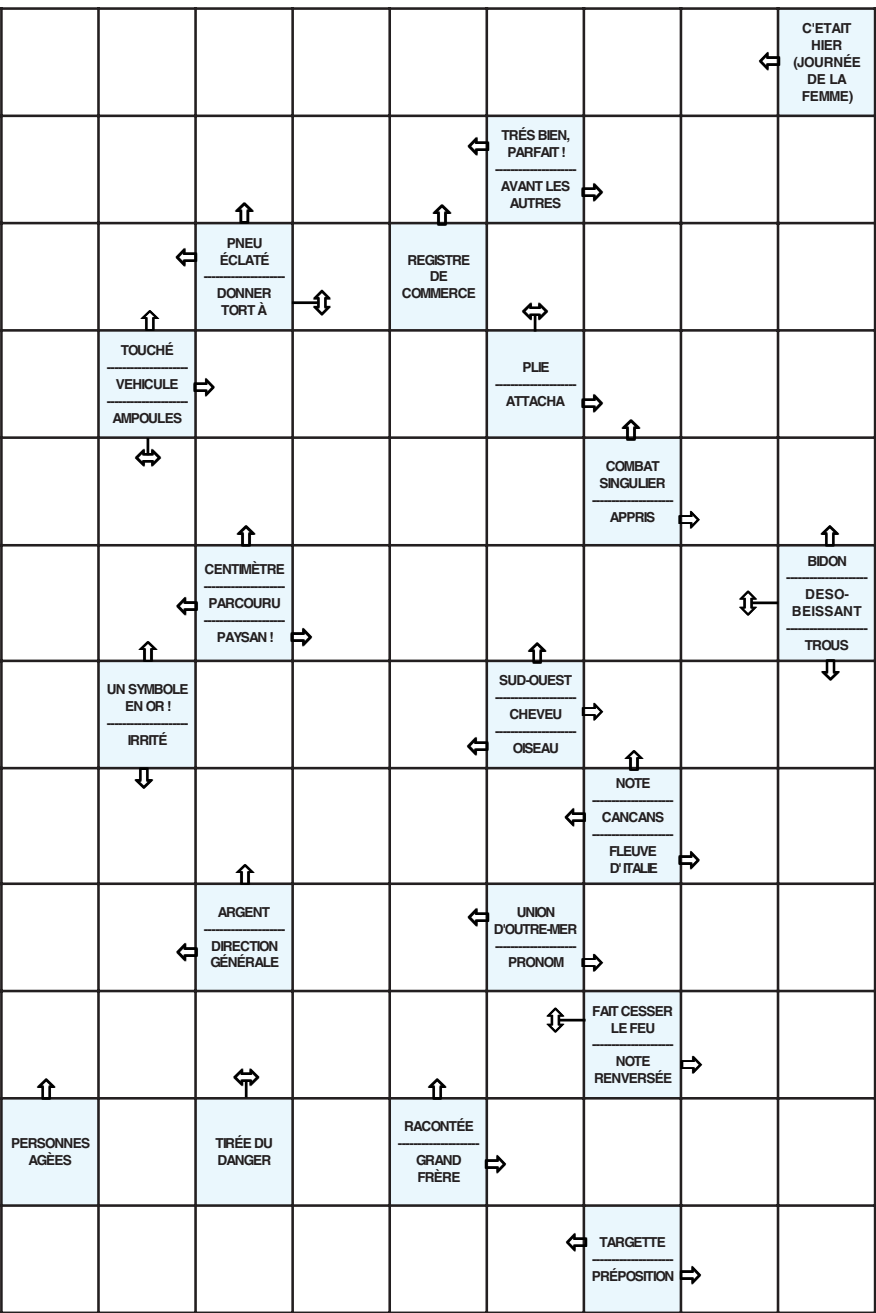 C'ETAIT
HIER
(JOURNÉE
DE LA
FEMME)
TRÉS BIEN,
PARFAIT !
AVANT LES
AUTRES
PNEU
ÉCLATÉ
DONNER
TORT À
REGISTRE
DE
COMMERCE
TOUCHÉ
VEHICULE
AMPOULES
PLIE
ATTACHA
COMBAT
SINGULIER
APPRIS
CENTIMÈTRE
PARCOURU
PAYSAN !
BIDON
DESO-
BEISSANT
TROUS
UN SYMBOLE
EN OR !
IRRITÉ
SUD-OUEST
CHEVEU
OISEAU
NOTE
CANCANS
FLEUVE
D'ITALIE
ARGENT
DIRECTION
GÉNÉRALE
UNION
D'OUTRE-MER
PRONOM
FAIT CESSER
LE FEU
NOTE
RENVERSÉE
PERSONNES
AGÈES
TIRÉE DU
DANGER
RACONTÉE
GRAND
FRÈRE
TARGETTE
PRÉPOSITION